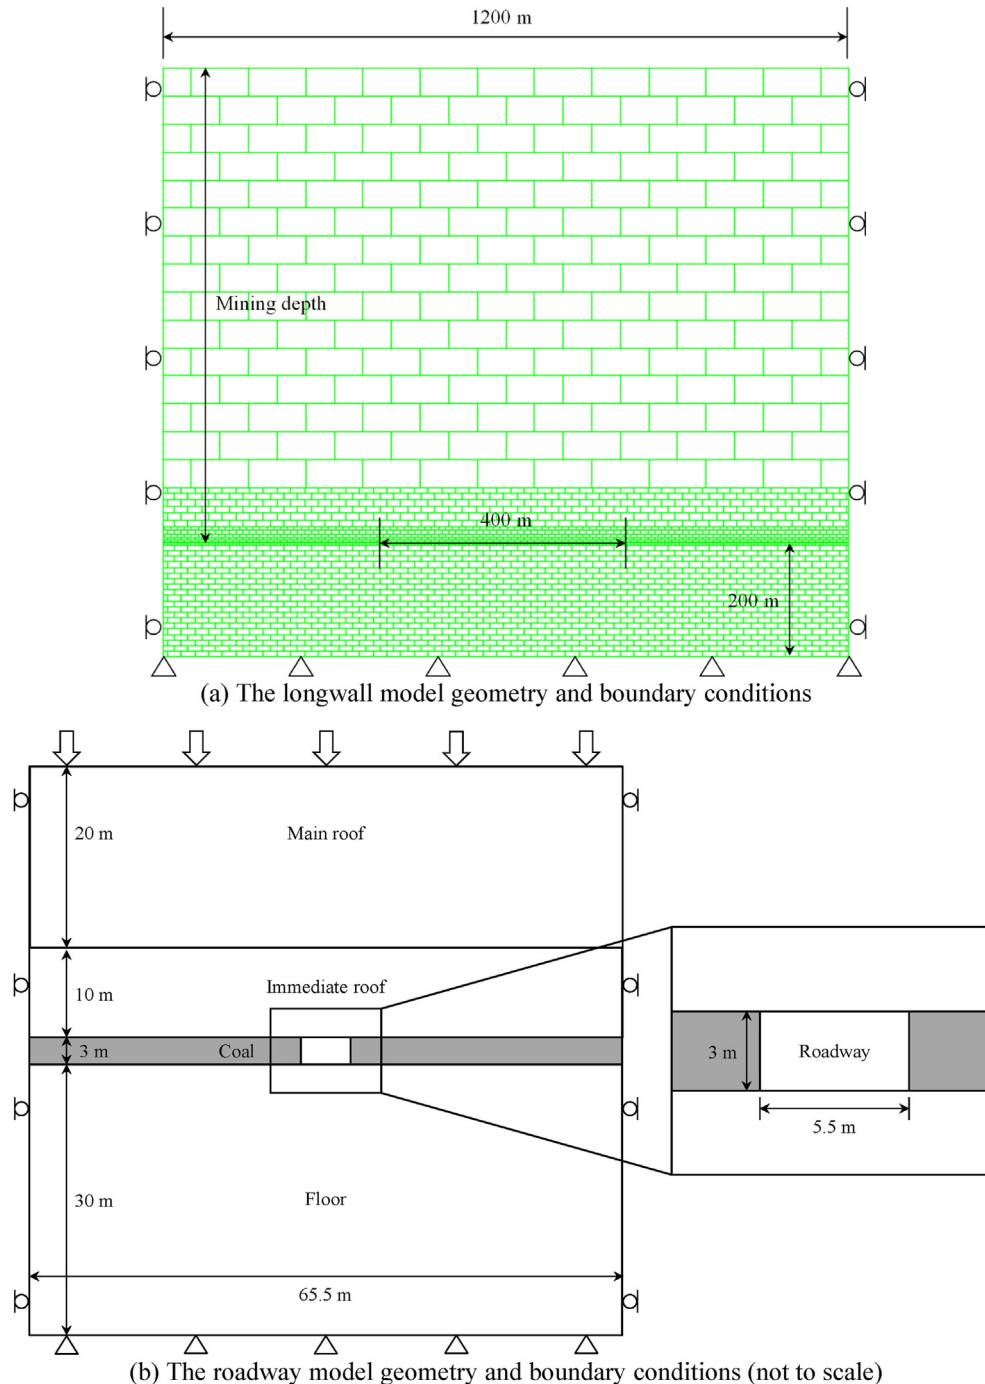 1200 m
Mining depth
400 m
200 m
(a) The longwall model geometry and boundary conditions
20 m
Main roof
10 m
Immediate roof
3 m
Coal
3 m
Roadway
5.5 m
30 m
Floor
65.5 m
(b) The roadway model geometry and boundary conditions (not to scale)